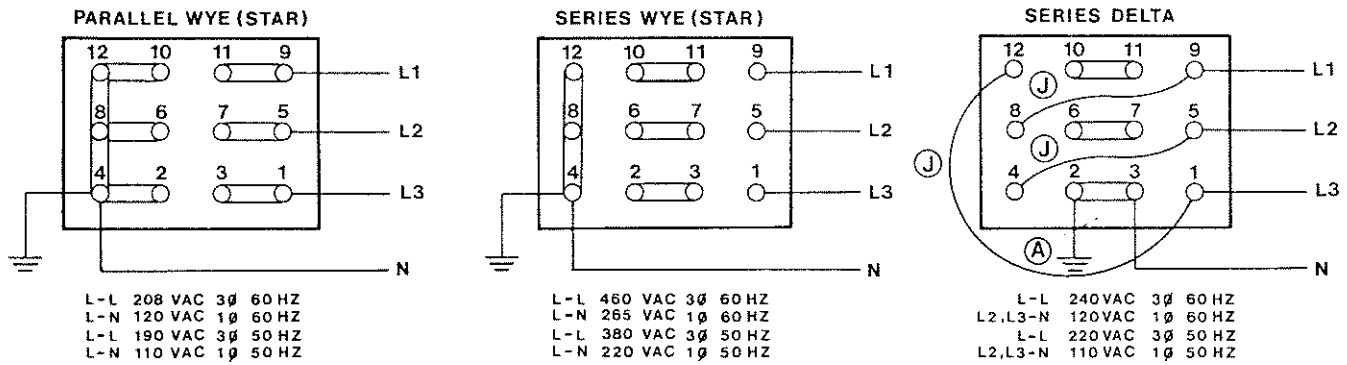 PARALLEL WYE (STAR)
12 10 11 9
L1
8 6 7 5
L2
4 2 3 1
L3
N
L-L 208 VAC 3ø 60 HZ
L-N 120 VAC 1ø 60 HZ
L-L 190 VAC 3ø 50 HZ
L-N 110 VAC 1ø 50 HZ
SERIES WYE (STAR)
12 10 11 9
L1
8 6 7 5
L2
4 2 3 1
L3
N
L-L 460 VAC 3ø 60 HZ
L-N 265 VAC 1ø 60 HZ
L-L 380 VAC 3ø 50 HZ
L-N 220 VAC 1ø 50 HZ
SERIES DELTA
12 10 11 9
J
L1
8 6 7 5
L2
J
J
4 2 3 1
L3
A
N
L-L 240 VAC 3ø 60 HZ
L2,L3-N 120 VAC 1ø 60 HZ
L-L 220 VAC 3ø 50 HZ
L2,L3-N 110 VAC 1ø 50 HZ